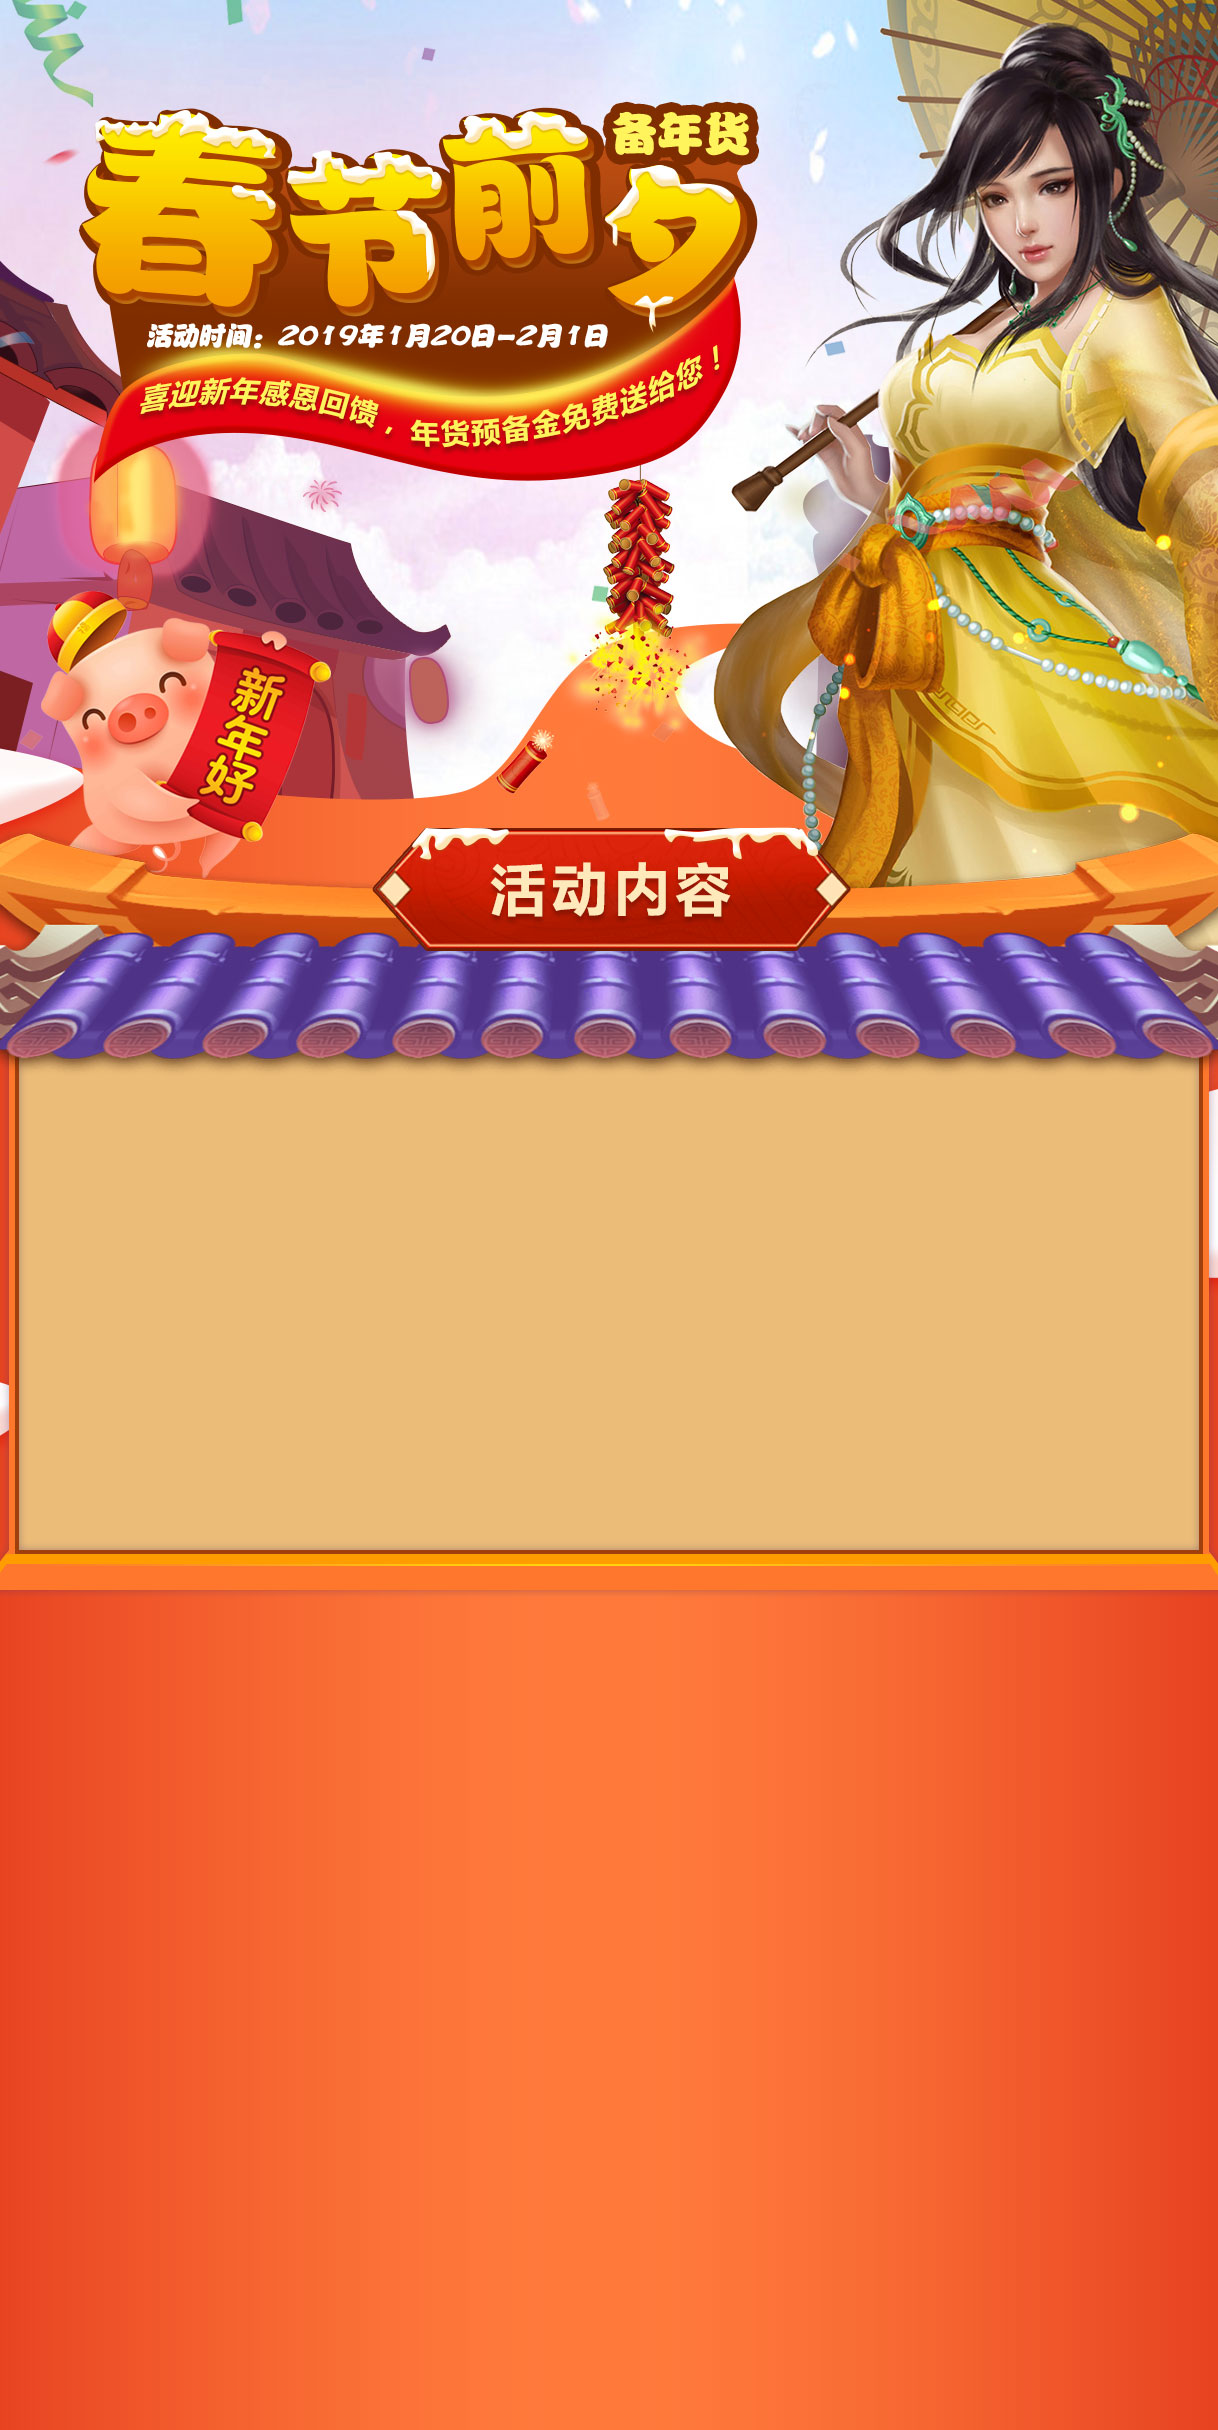 备年货
春节前夕
活动时间：2019年1月20日-2月1日
喜迎新年感恩回馈，年货预备金免费送给您！
新年好
活动内容